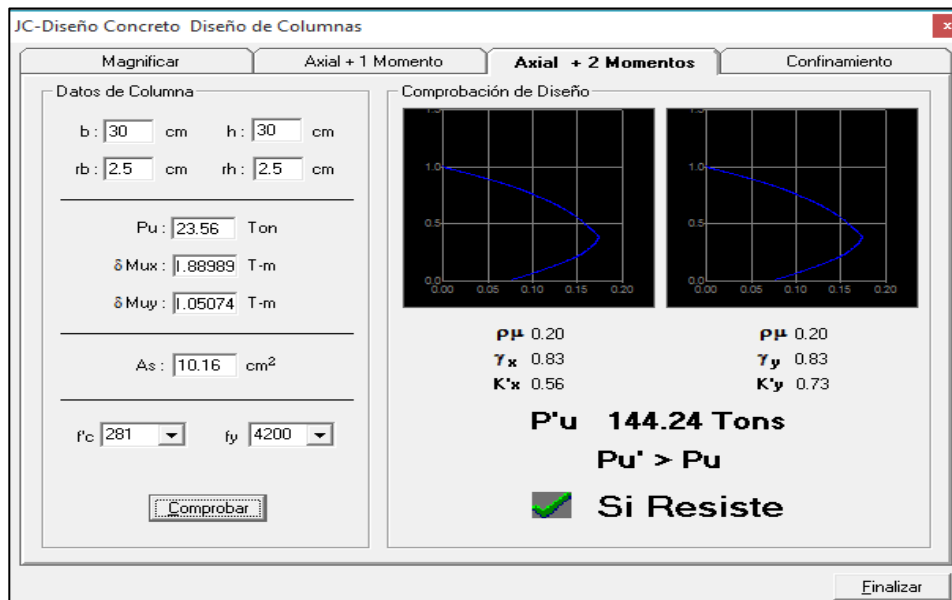 JC-Diseño Concreto Diseño de Columnas
x
Magnificar
Axial + 1 Momento
Axial + 2 Momentos
Confinamiento
Datos de Columna
b : 30 cm h : 30 cm
rb : 2.5 cm rh : 2.5 cm
Pu : 23.56 Ton
δ Mux : 1.88989 T-m
δ Muy : 1.05074 T-m
As : 10.16 cm²
f'c 281 fy 4200
Comprobar
Comprobación de Diseño
1.0
0.5
0.0
0.00 0.05 0.10 0.15 0.20
1.0
0.5
0.0
0.00 0.05 0.10 0.15 0.20
ρμ 0.20
γx 0.83
K'x 0.56
ρμ 0.20
γy 0.83
K'y 0.73
P'u 144.24 Tons
Pu' > Pu
Si Resiste
Finalizar